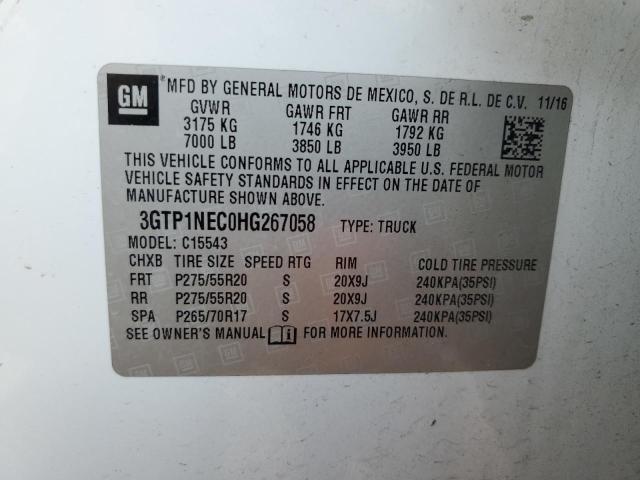 GM MFD BY GENERAL MOTORS DE MEXICO, S. DE R.L. DE C.V. 11/16
GVWR GAWR FRT GAWR RR
3175 KG 1746 KG 1792 KG
7000 LB 3850 LB 3950 LB
THIS VEHICLE CONFORMS TO ALL APPLICABLE U.S. FEDERAL MOTOR
VEHICLE SAFETY STANDARDS IN EFFECT ON THE DATE OF
MANUFACTURE SHOWN ABOVE.
3GTP1NEC0HG267058 TYPE: TRUCK
MODEL: C15543
CHXB TIRE SIZE SPEED RTG RIM COLD TIRE PRESSURE
FRT P275/55R20 S 20X9J 240KPA(35PSI)
RR P275/55R20 S 20X9J 240KPA(35PSI)
SPA P265/70R17 S 17X7.5J 240KPA(35PSI)
SEE OWNER'S MANUAL FOR MORE INFORMATION.